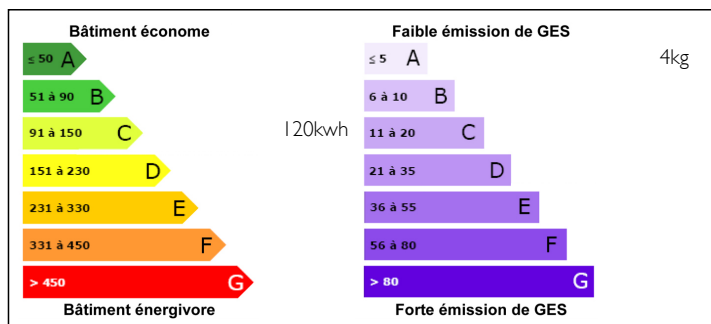 Bâtiment économe
≤ 50 A
51 à 90 B
91 à 150 C
120kwh
151 à 230 D
231 à 330 E
331 à 450 F
> 450 G
Bâtiment énergivore
Faible émission de GES
≤ 5 A
4kg
6 à 10 B
11 à 20 C
21 à 35 D
36 à 55 E
56 à 80 F
> 80 G
Forte émission de GES